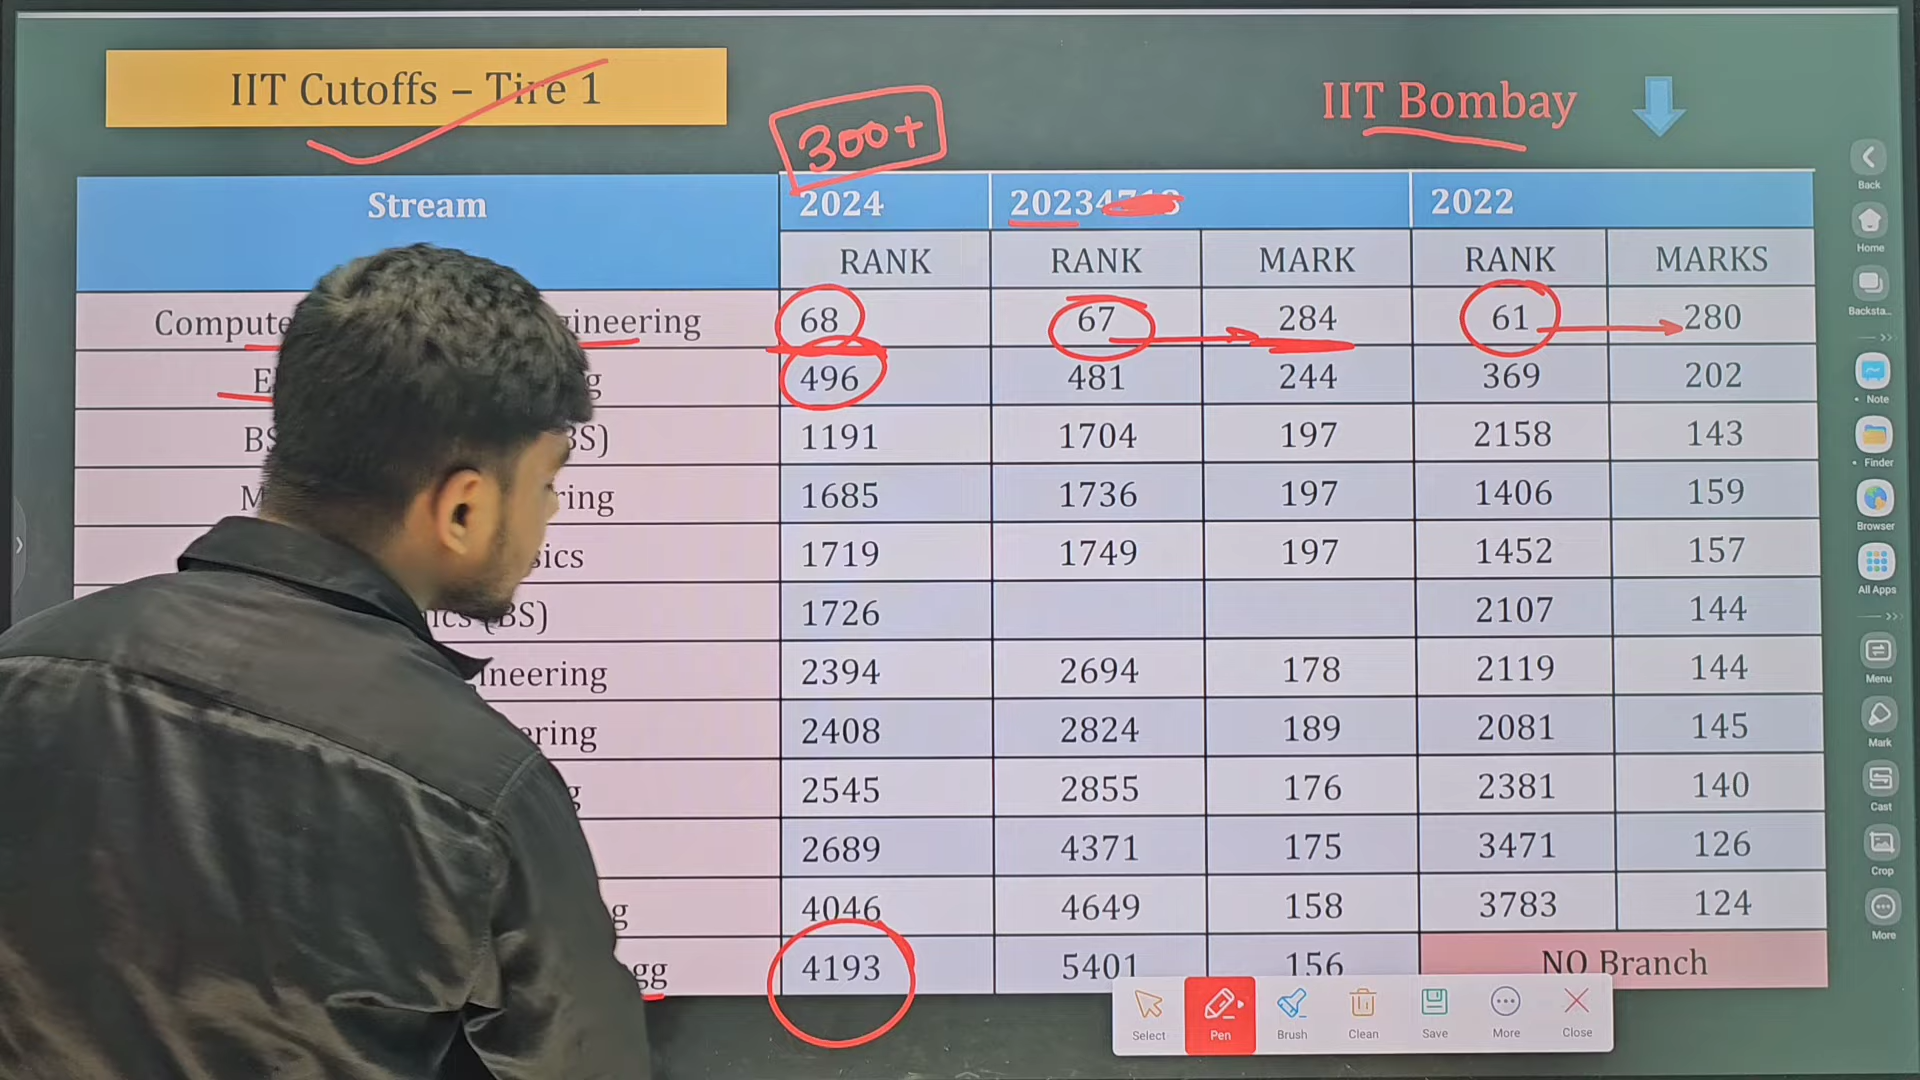 IIT Cutoffs – Tire 1
300+
IIT Bombay
Stream 2024 2023 2022
RANK RANK MARK RANK MARKS
Compute gineering 68 67 284 61 280
496 481 244 369 202
BS) 1191 1704 197 2158 143
ring 1685 1736 197 1406 159
sics 1719 1749 197 1452 157
ics (BS) 1726 2107 144
ineering 2394 2694 178 2119 144
ring 2408 2824 189 2081 145
g 2545 2855 176 2381 140
2689 4371 175 3471 126
g 4046 4649 158 3783 124
gg 4193 5401 156 NO Branch
Back
Home
Backsta...
Note
Finder
Browser
All Apps
Menu
Mark
Cast
Crop
More
Select Pen Brush Clean Save More Close